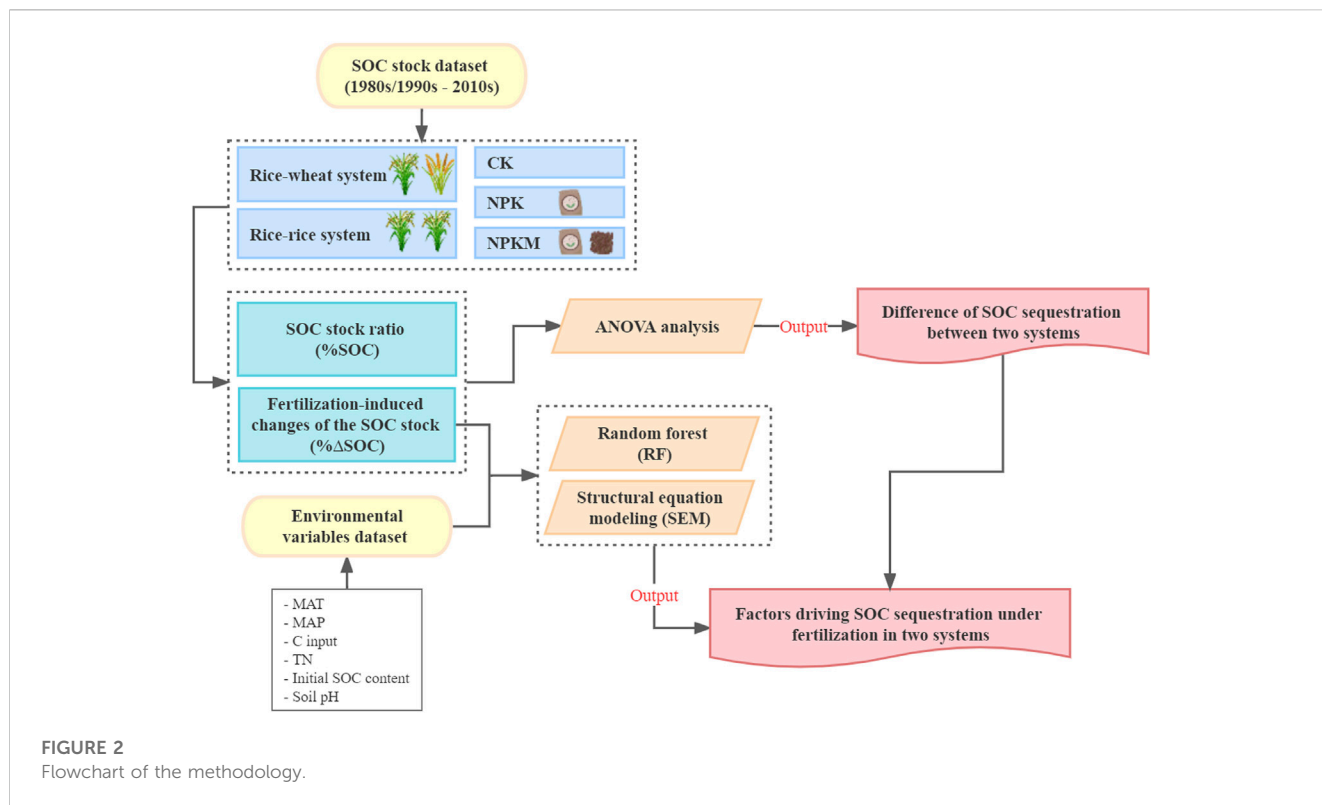 SOC stock dataset
(1980s/1990s - 2010s)
Rice-wheat system
Rice-rice system
CK
NPK
NPKM
SOC stock ratio
(%SOC)
Fertilization-induced
changes of the SOC stock
(%ΔSOC)
ANOVA analysis
Output
Difference of SOC sequestration
between two systems
Random forest
(RF)
Structural equation
modeling (SEM)
Environmental
variables dataset
- MAT
- MAP
- C input
- TN
- Initial SOC content
- Soil pH
Output
Factors driving SOC sequestration under
fertilization in two systems
FIGURE 2
Flowchart of the methodology.